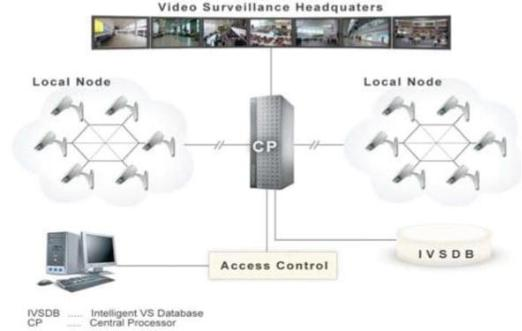 Video Surveillance Headquaters
Local Node
Local Node
CP
Access Control
IVSDB
IVSDB ..... Intelligent VS Database
CP ..... Central Processor